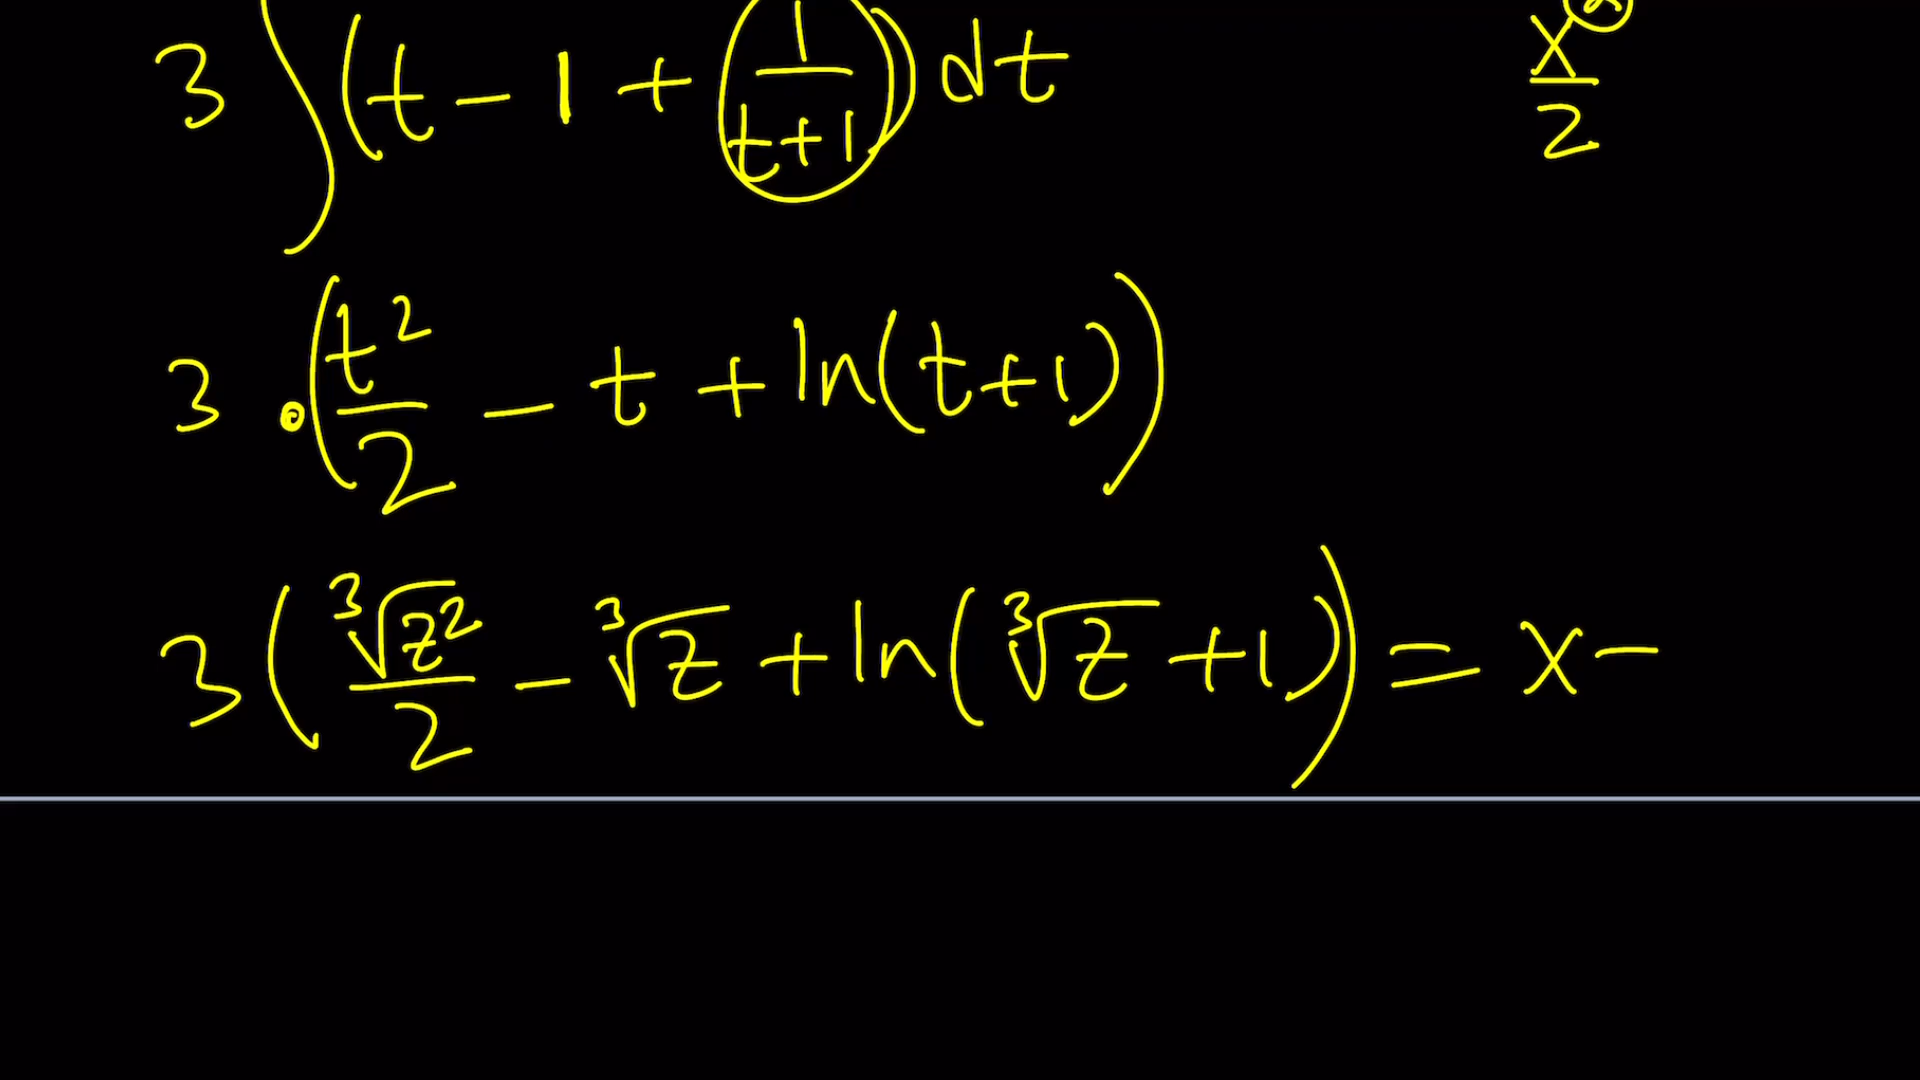 3 ∫(t - 1 + 1/(t+1)) dt
x²/2
3 · (t²/2 - t + ln(t+1))
3 (∛z²/2 - ∛z + ln(∛z + 1)) = x -